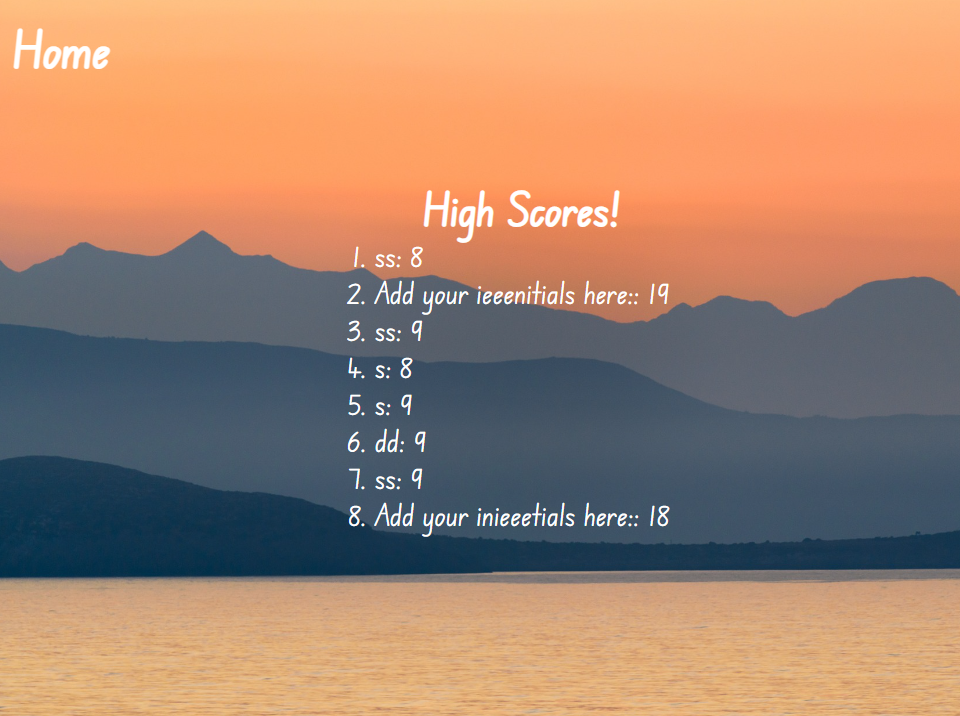 Home
High Scores!
1. ss: 8
2. Add your ieeenitials here:: 19
3. ss: 9
4. s: 8
5. s: 9
6. dd: 9
7. ss: 9
8. Add your inieeetials here:: 18